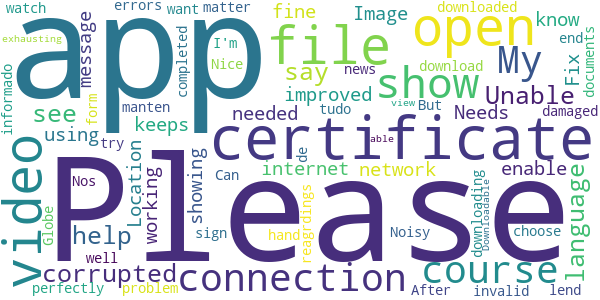 watch
errors
want
matter
Image
downloaded
know
exhausting
app
I'm
fine
file
open
My
end
message
completed
Nice
news
download
say
show
Fix
documents
informado
form
manten
tudo
improved
But
view
Unable
damaged
see
using
keeps
needed
certificate
Needs
able
try
Location
showing
de
internet
network
enable
video
Please
working
Nos
Can
reagrdings
downloading
Downloadable
language
Globe
help
sign
hand
Noisy
choose
corrupted
well
connection
course
perfectly
problem
After
invalid
lend